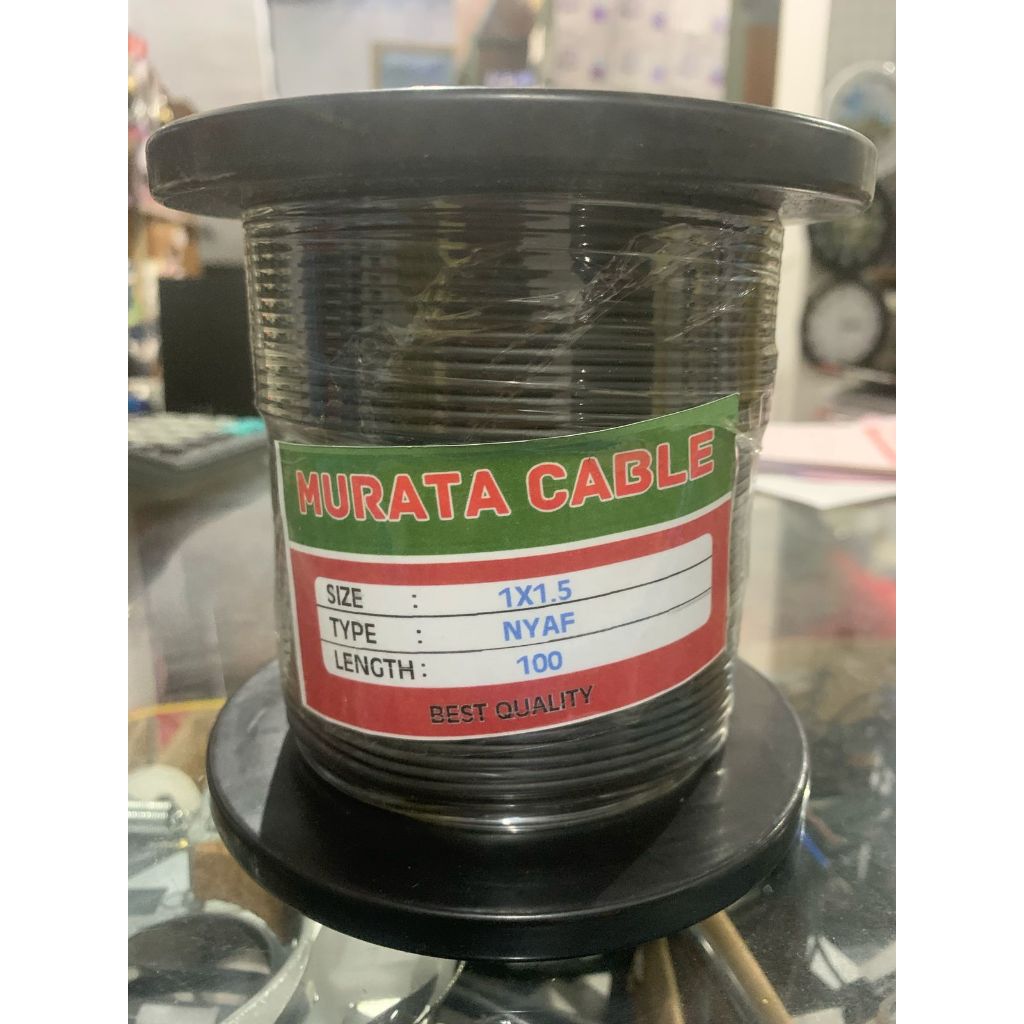 MURATA CABLE
SIZE : 1X1.5
TYPE : NYAF
LENGTH : 100
BEST QUALITY